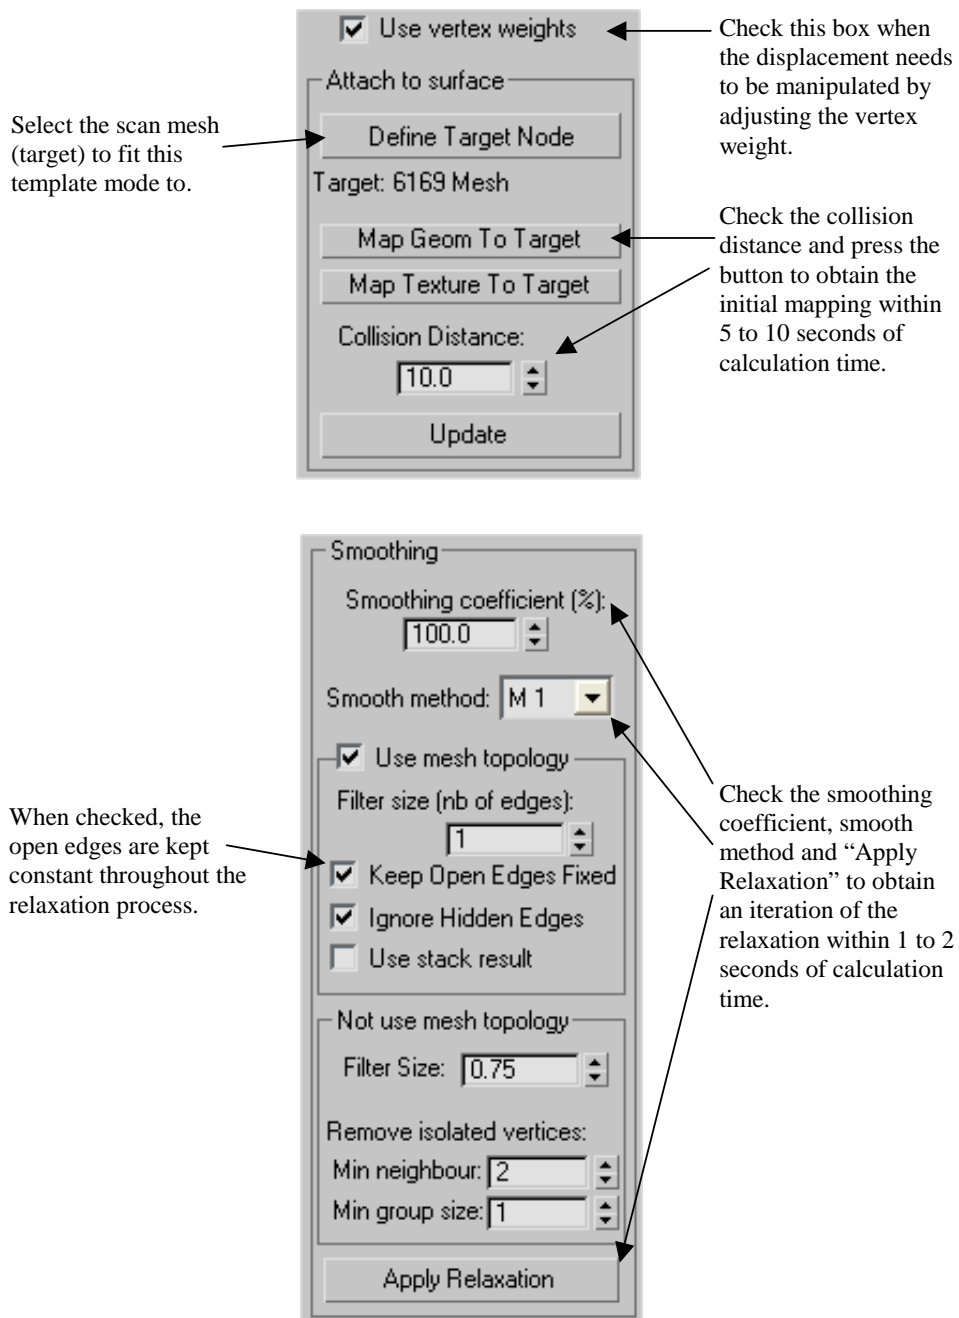 Use vertex weights
Check this box when
the displacement needs
to be manipulated by
adjusting the vertex
weight.
Attach to surface
Select the scan mesh
(target) to fit this
template mode to.
Define Target Node
Target: 6169 Mesh
Map Geom To Target
Map Texture To Target
Check the collision
distance and press the
button to obtain the
initial mapping within
5 to 10 seconds of
calculation time.
Collision Distance:
10.0
Update
Smoothing
Smoothing coefficient (%):
100.0
Smooth method: M 1
Use mesh topology
Filter size (nb of edges):
1
When checked, the
open edges are kept
constant throughout the
relaxation process.
Keep Open Edges Fixed
Ignore Hidden Edges
Use stack result
Check the smoothing
coefficient, smooth
method and “Apply
Relaxation” to obtain
an iteration of the
relaxation within 1 to 2
seconds of calculation
time.
Not use mesh topology
Filter Size: 0.75
Remove isolated vertices:
Min neighbour: 2
Min group size: 1
Apply Relaxation